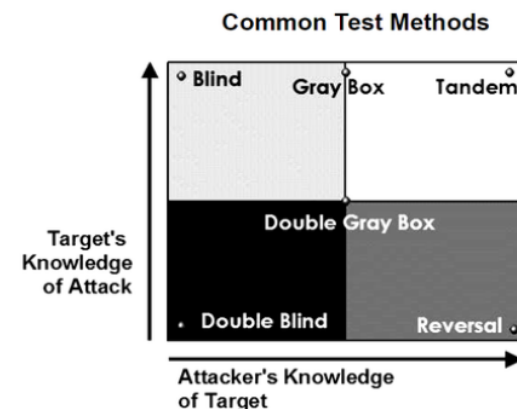 Common Test Methods
Blind
Gray Box
Tandem
Double Gray Box
Target's
Knowledge
of Attack
Double Blind
Reversal
Attacker's Knowledge
of Target